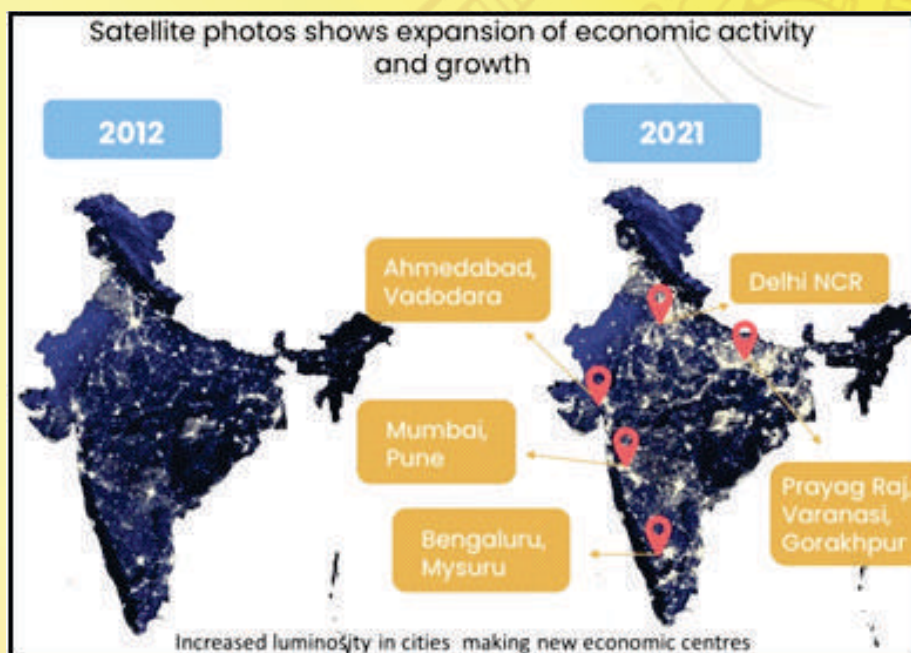 Satellite photos shows expansion of economic activity
and growth
2012
2021
Ahmedabad,
Vadodara
Delhi NCR
Mumbai,
Pune
Prayag Raj,
Varanasi,
Gorakhpur
Bengaluru,
Mysuru
Increased luminosity in cities making new economic centres